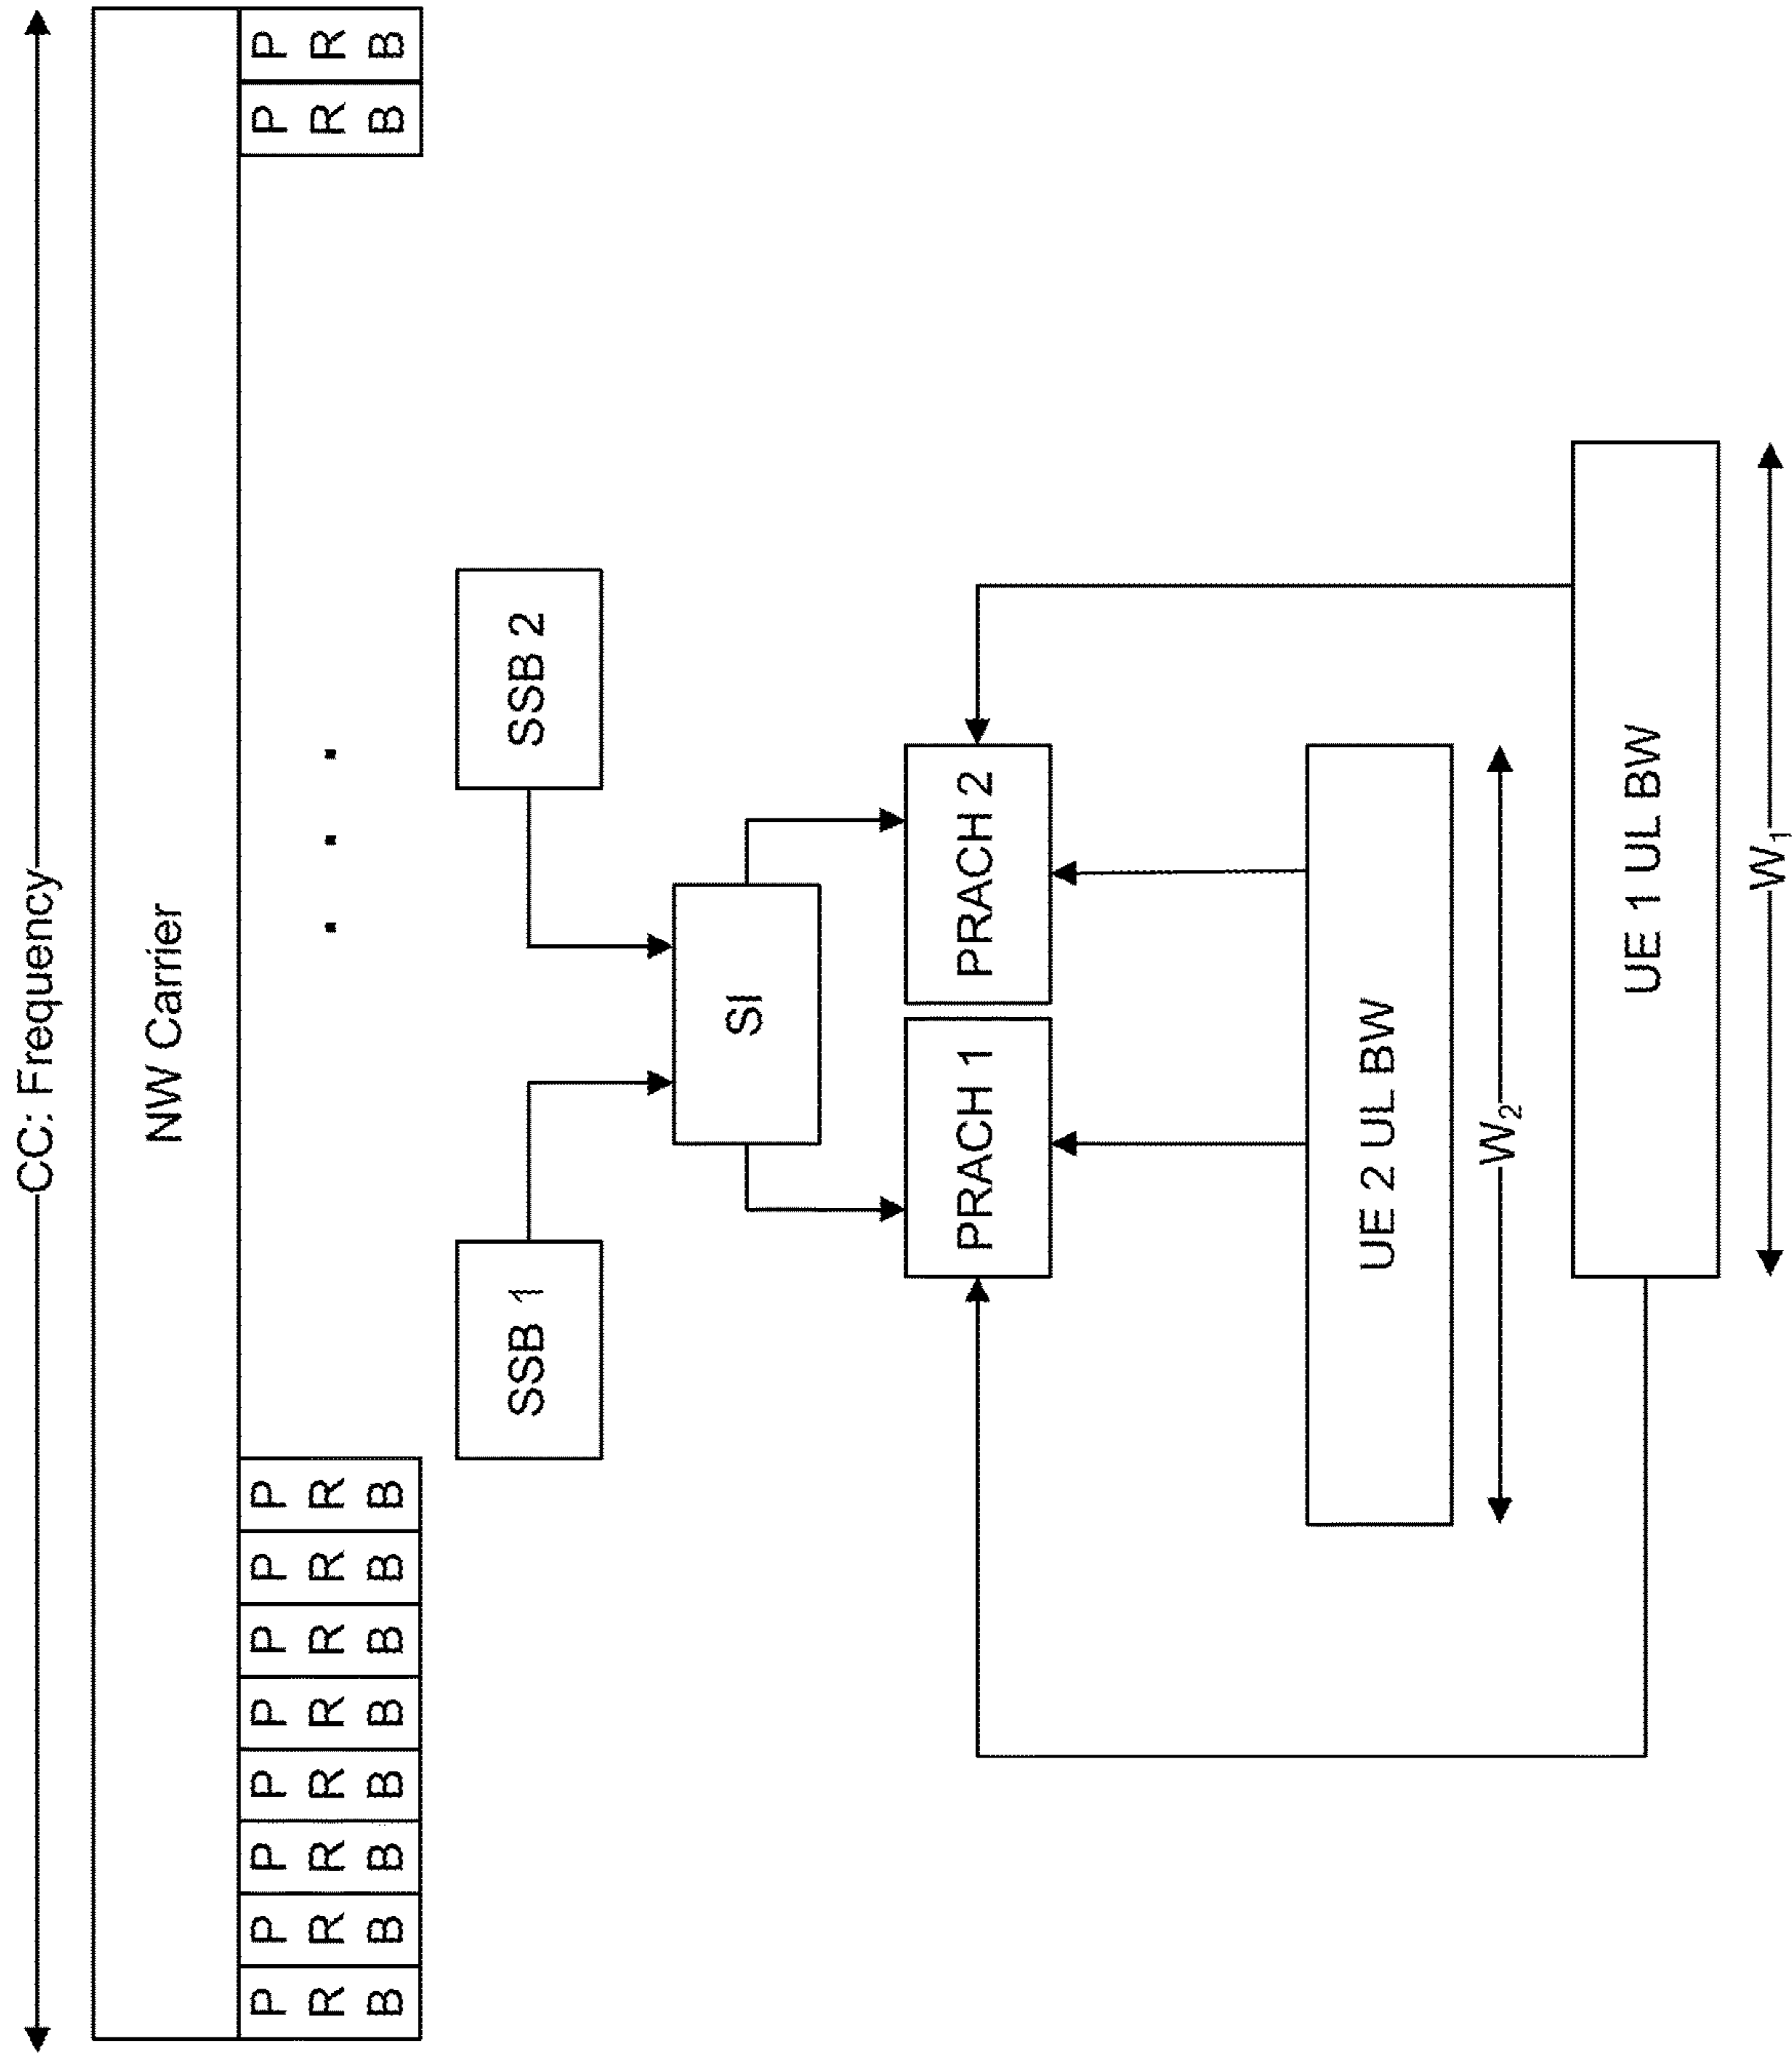 CC: Frequency
NW Carrier
PRB
PRB
PRB
PRB
PRB
PRB
PRB
PRB
. . .
PRB
PRB
SSB 1
SSB 2
SI
PRACH 1
PRACH 2
UE 2 UL BW
W₂
UE 1 UL BW
W₁